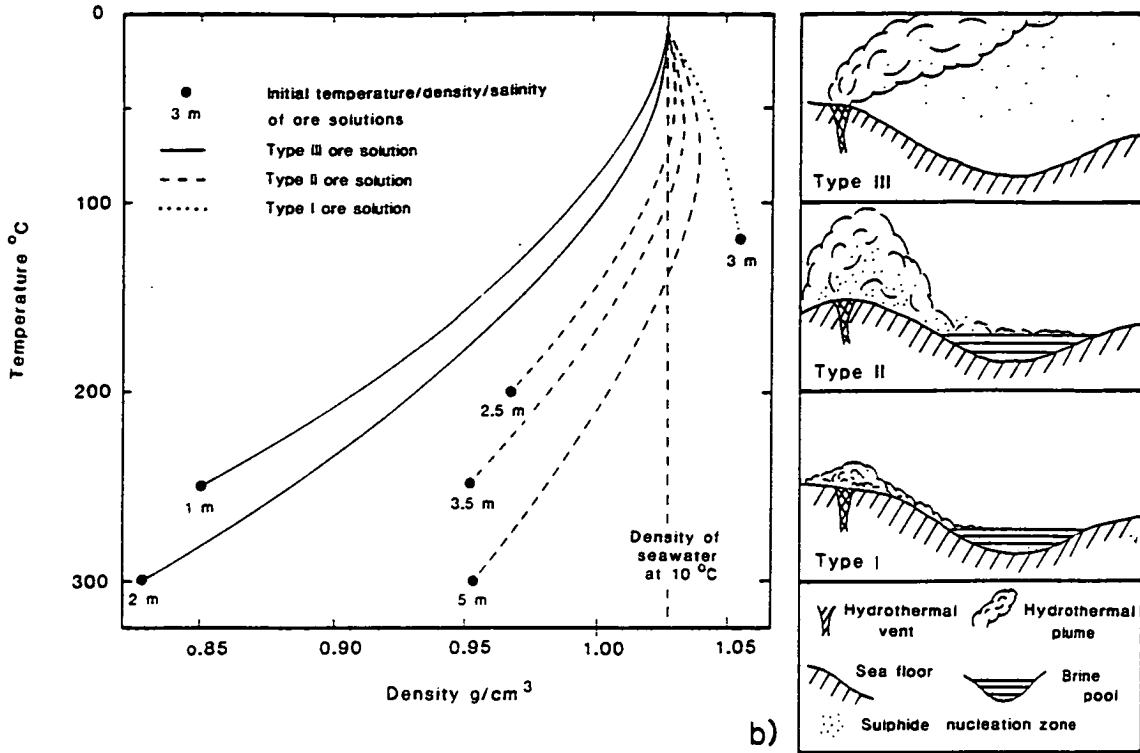 0
50
100
200
300
Temperature °C
3 m
Initial temperature/density/salinity
of ore solutions
Type III ore solution
Type II ore solution
Type I ore solution
3 m
2.5 m
3.5 m
1 m
2 m
5 m
Density of
seawater
at 10 °C
0.85
0.90
0.95
1.00
1.05
Density g/cm³
b)
Type III
Type II
Type I
Hydrothermal
vent
Hydrothermal
plume
Sea floor
Brine
pool
Sulphide nucleation zone